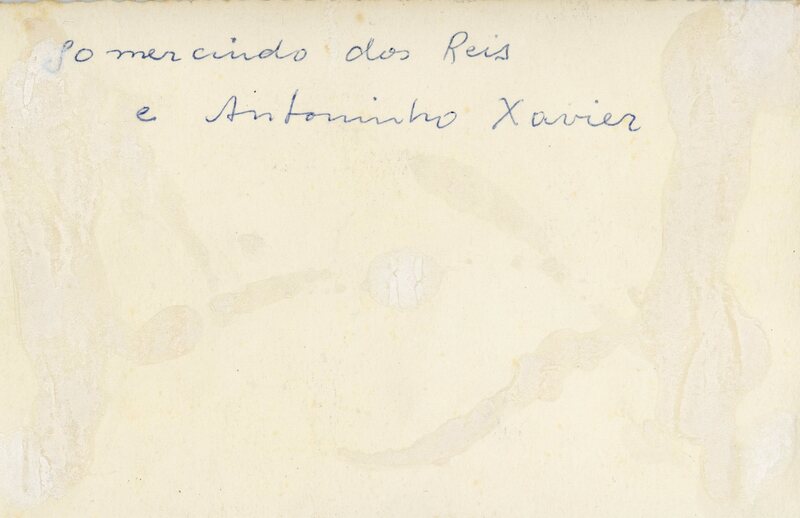 Gomercindo dos Reis
e Antoninho Xavier